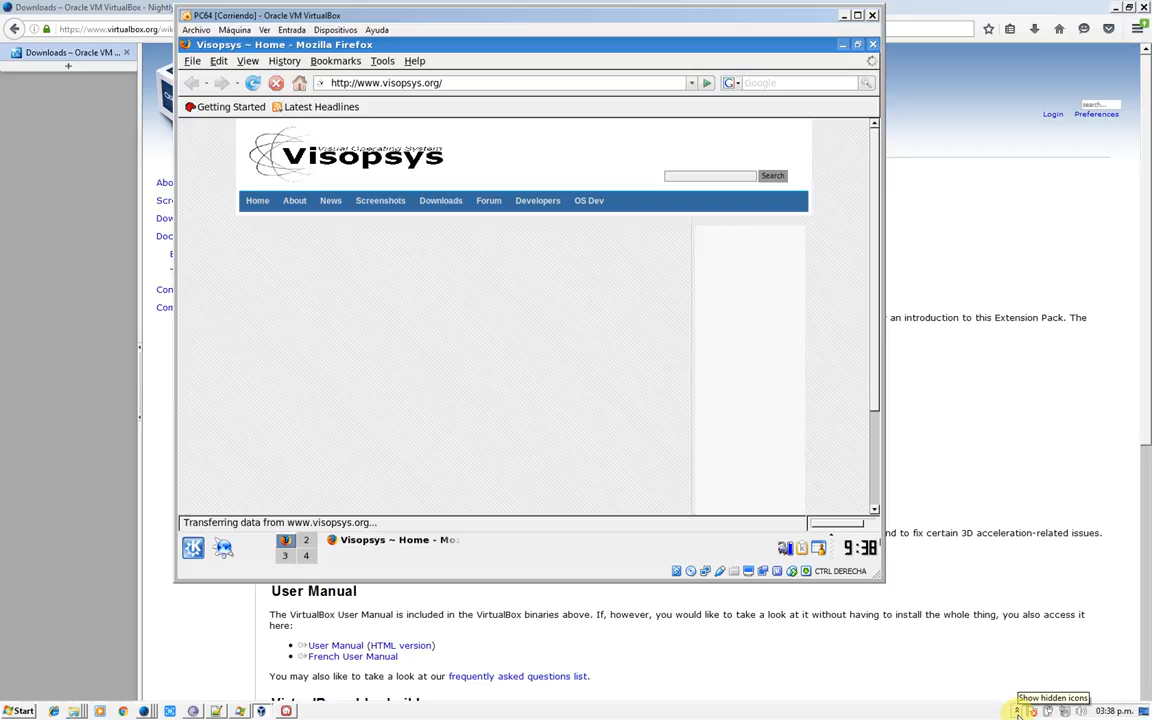 Downloads – Oracle VM VirtualBox - Nightly
https://www.virtualbox.org/wiki
Downloads – Oracle VM ...
search...
Login Preferences
PC64 [Corriendo] - Oracle VM VirtualBox
Archivo Máquina Ver Entrada Dispositivos Ayuda
Visopsys ~ Home - Mozilla Firefox
File Edit View History Bookmarks Tools Help
http://www.visopsys.org/
Google
Getting Started Latest Headlines
Visual Operating System
Visopsys
Search
Home About News Screenshots Downloads Forum Developers OS Dev
Transferring data from www.visopsys.org...
2
3 4
Visopsys ~ Home - Mo
9:38
CTRL DERECHA
Abo
Scr
Dow
Doc
Con
Com
an introduction to this Extension Pack. The
nd to fix certain 3D acceleration-related issues.
User Manual
The VirtualBox User Manual is included in the VirtualBox binaries above. If, however, you would like to take a look at it without having to install the whole thing, you also access it
here:
User Manual (HTML version)
French User Manual
You may also like to take a look at our frequently asked questions list.
Show hidden icons
Start
03:38 p.m.